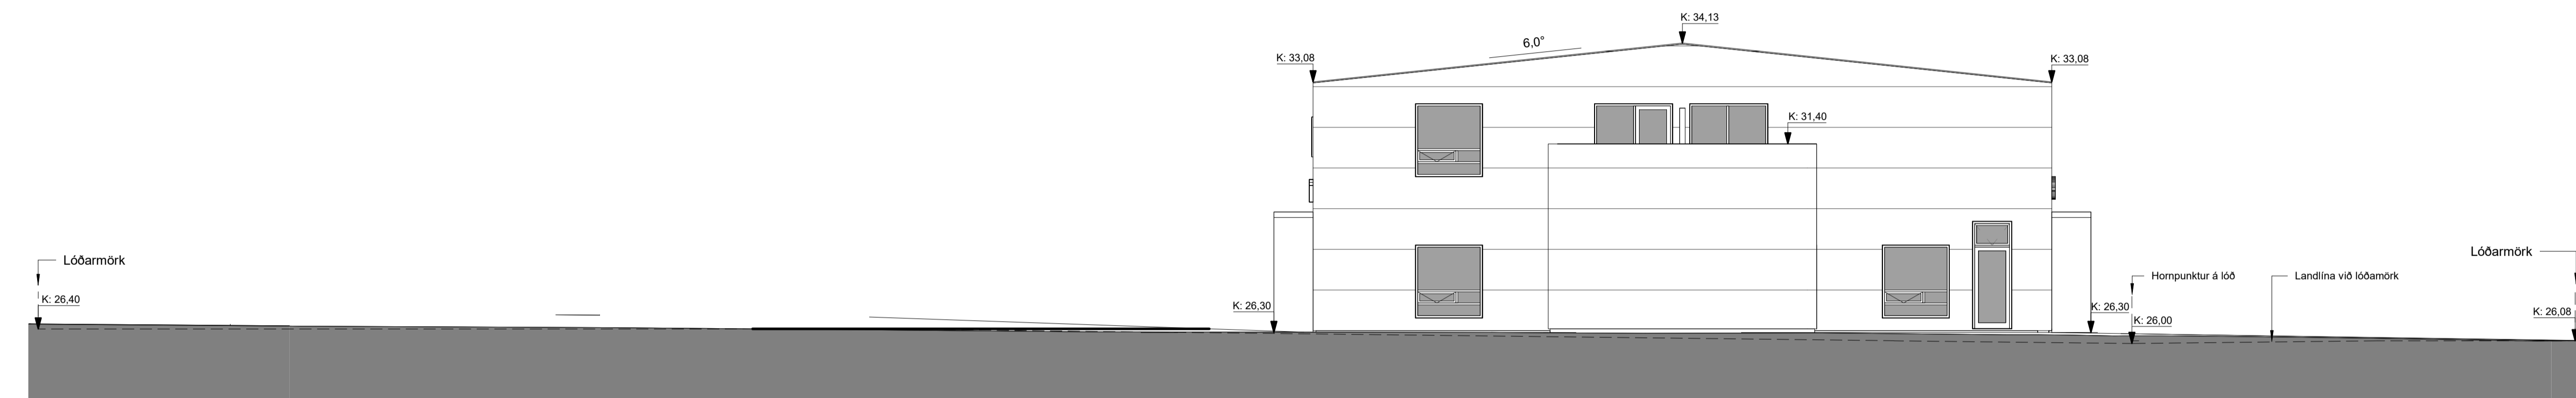 K: 34,13
6,0°
K: 33,08
K: 33,08
K: 31,40
Lóðarmörk
K: 26,40
K: 26,30
K: 26,30
Hornpunktur á lóð
K: 26,00
Landlína við lóðamörk
Lóðarmörk
K: 26,08